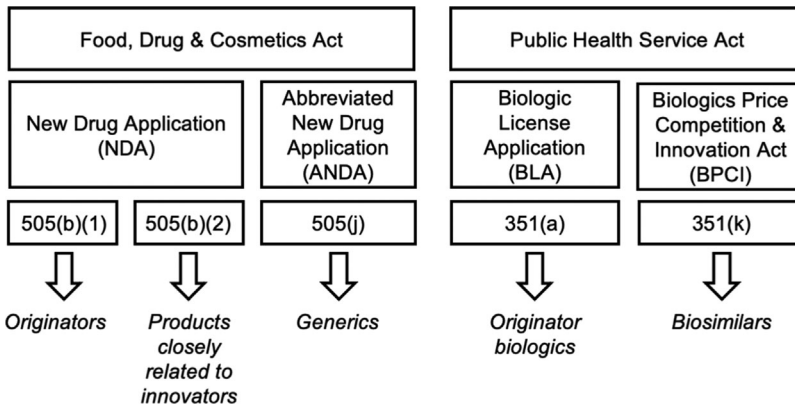 Food, Drug & Cosmetics Act
Public Health Service Act
New Drug Application
(NDA)
Abbreviated
New Drug
Application
(ANDA)
Biologic
License
Application
(BLA)
Biologics Price
Competition &
Innovation Act
(BPCI)
505(b)(1)
505(b)(2)
505(j)
351(a)
351(k)
Originators
Products
closely
related to
innovators
Generics
Originator
biologics
Biosimilars